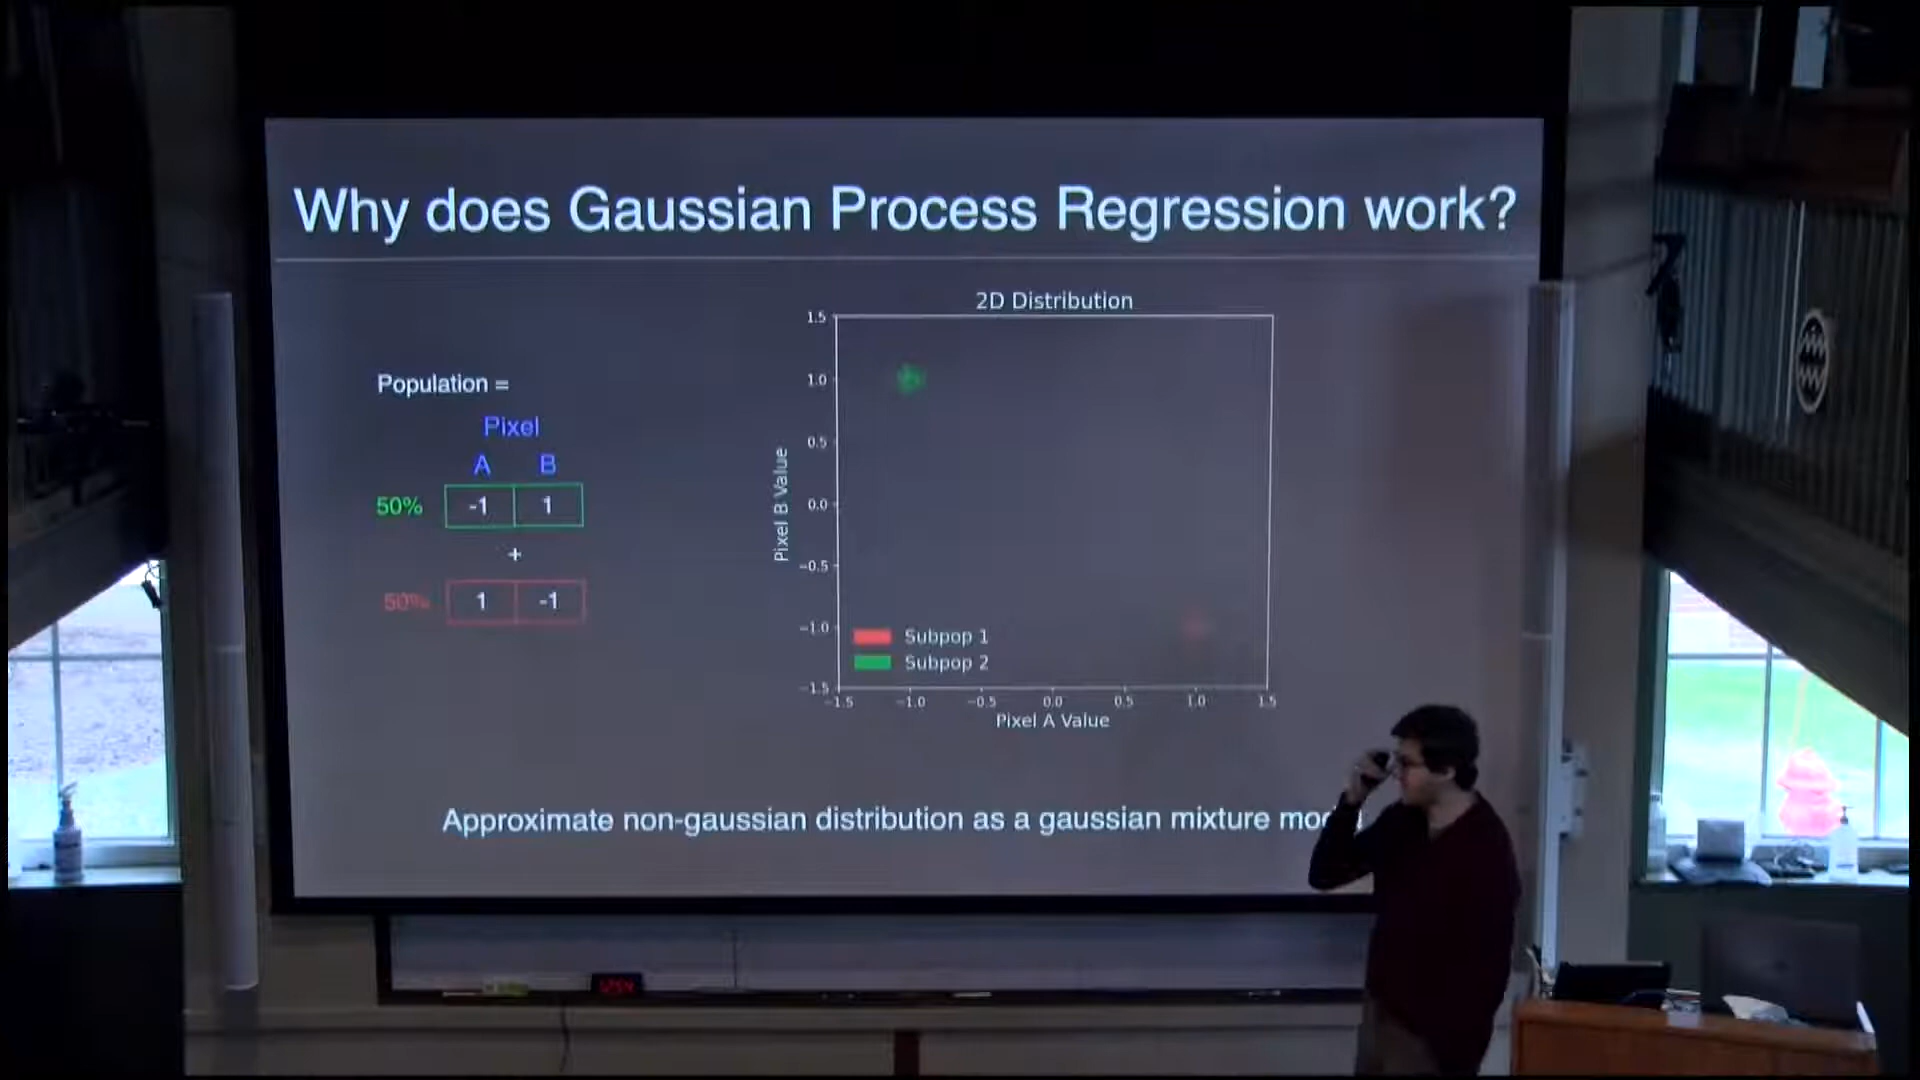 Why does Gaussian Process Regression work?
Population =
Pixel
A B
50% -1 1
+
50% 1 -1
2D Distribution
1.5
1.0
0.5
0.0
−0.5
−1.0
−1.5
Pixel B Value
Subpop 1
Subpop 2
−1.5 −1.0 −0.5 0.0 0.5 1.0 1.5
Pixel A Value
Approximate non-gaussian distribution as a gaussian mixture